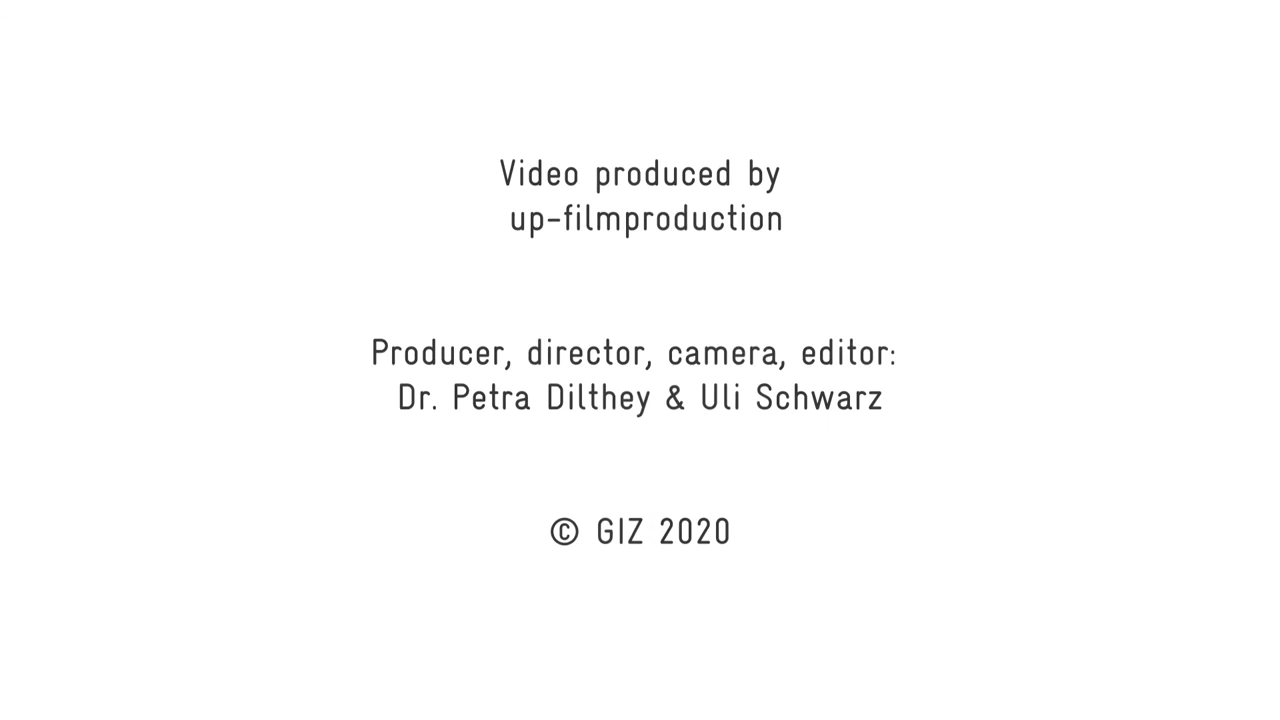 Video produced by
up-filmproduction
Producer, director, camera, editor:
Dr. Petra Dilthey & Uli Schwarz
© GIZ 2020